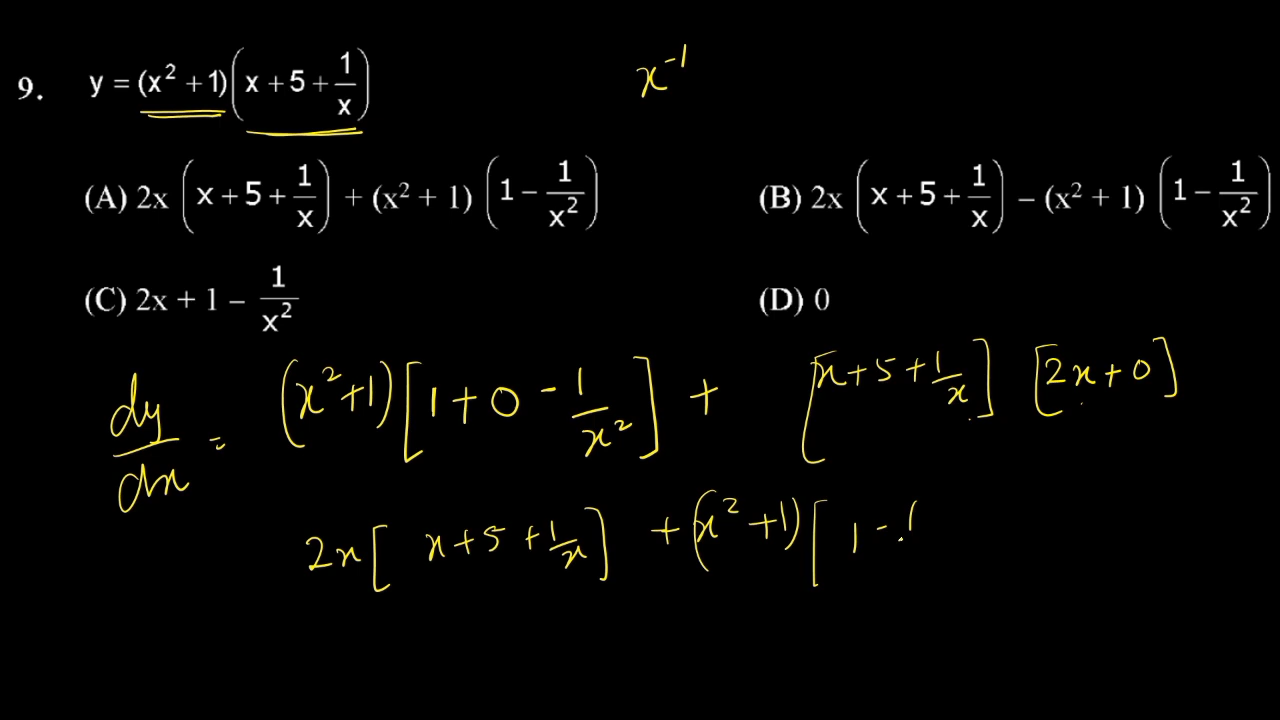 9. y = (x² + 1)(x + 5 + 1/x)
x⁻¹
(A) 2x (x + 5 + 1/x) + (x² + 1) (1 − 1/x²)
(B) 2x (x + 5 + 1/x) − (x² + 1) (1 − 1/x²)
(C) 2x + 1 − 1/x²
(D) 0
dy/dx = (x²+1)[1 + 0 - 1/x²] + [x + 5 + 1/x] [2x + 0]
2x[x + 5 + 1/x] + (x² + 1)[1 - 1